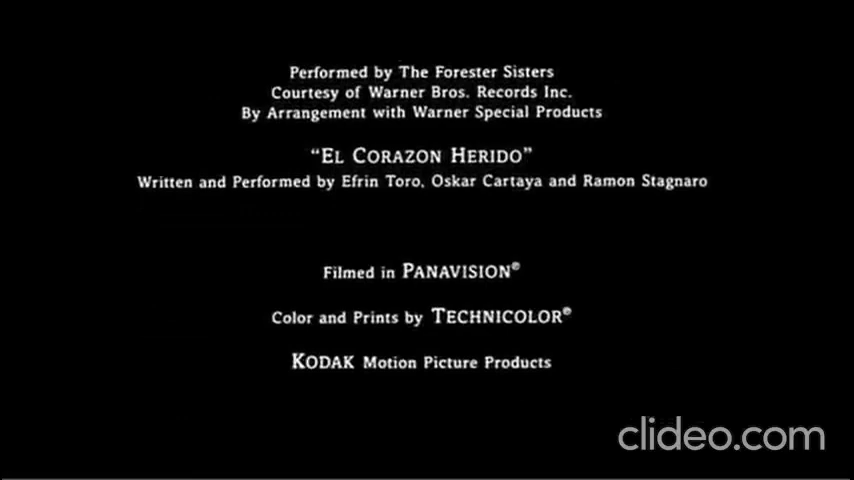 Performed by The Forester Sisters
Courtesy of Warner Bros. Records Inc.
By Arrangement with Warner Special Products
“EL CORAZON HERIDO”
Written and Performed by Efrin Toro, Oskar Cartaya and Ramon Stagnaro
Filmed in PANAVISION®
Color and Prints by TECHNICOLOR®
KODAK Motion Picture Products
clideo.com